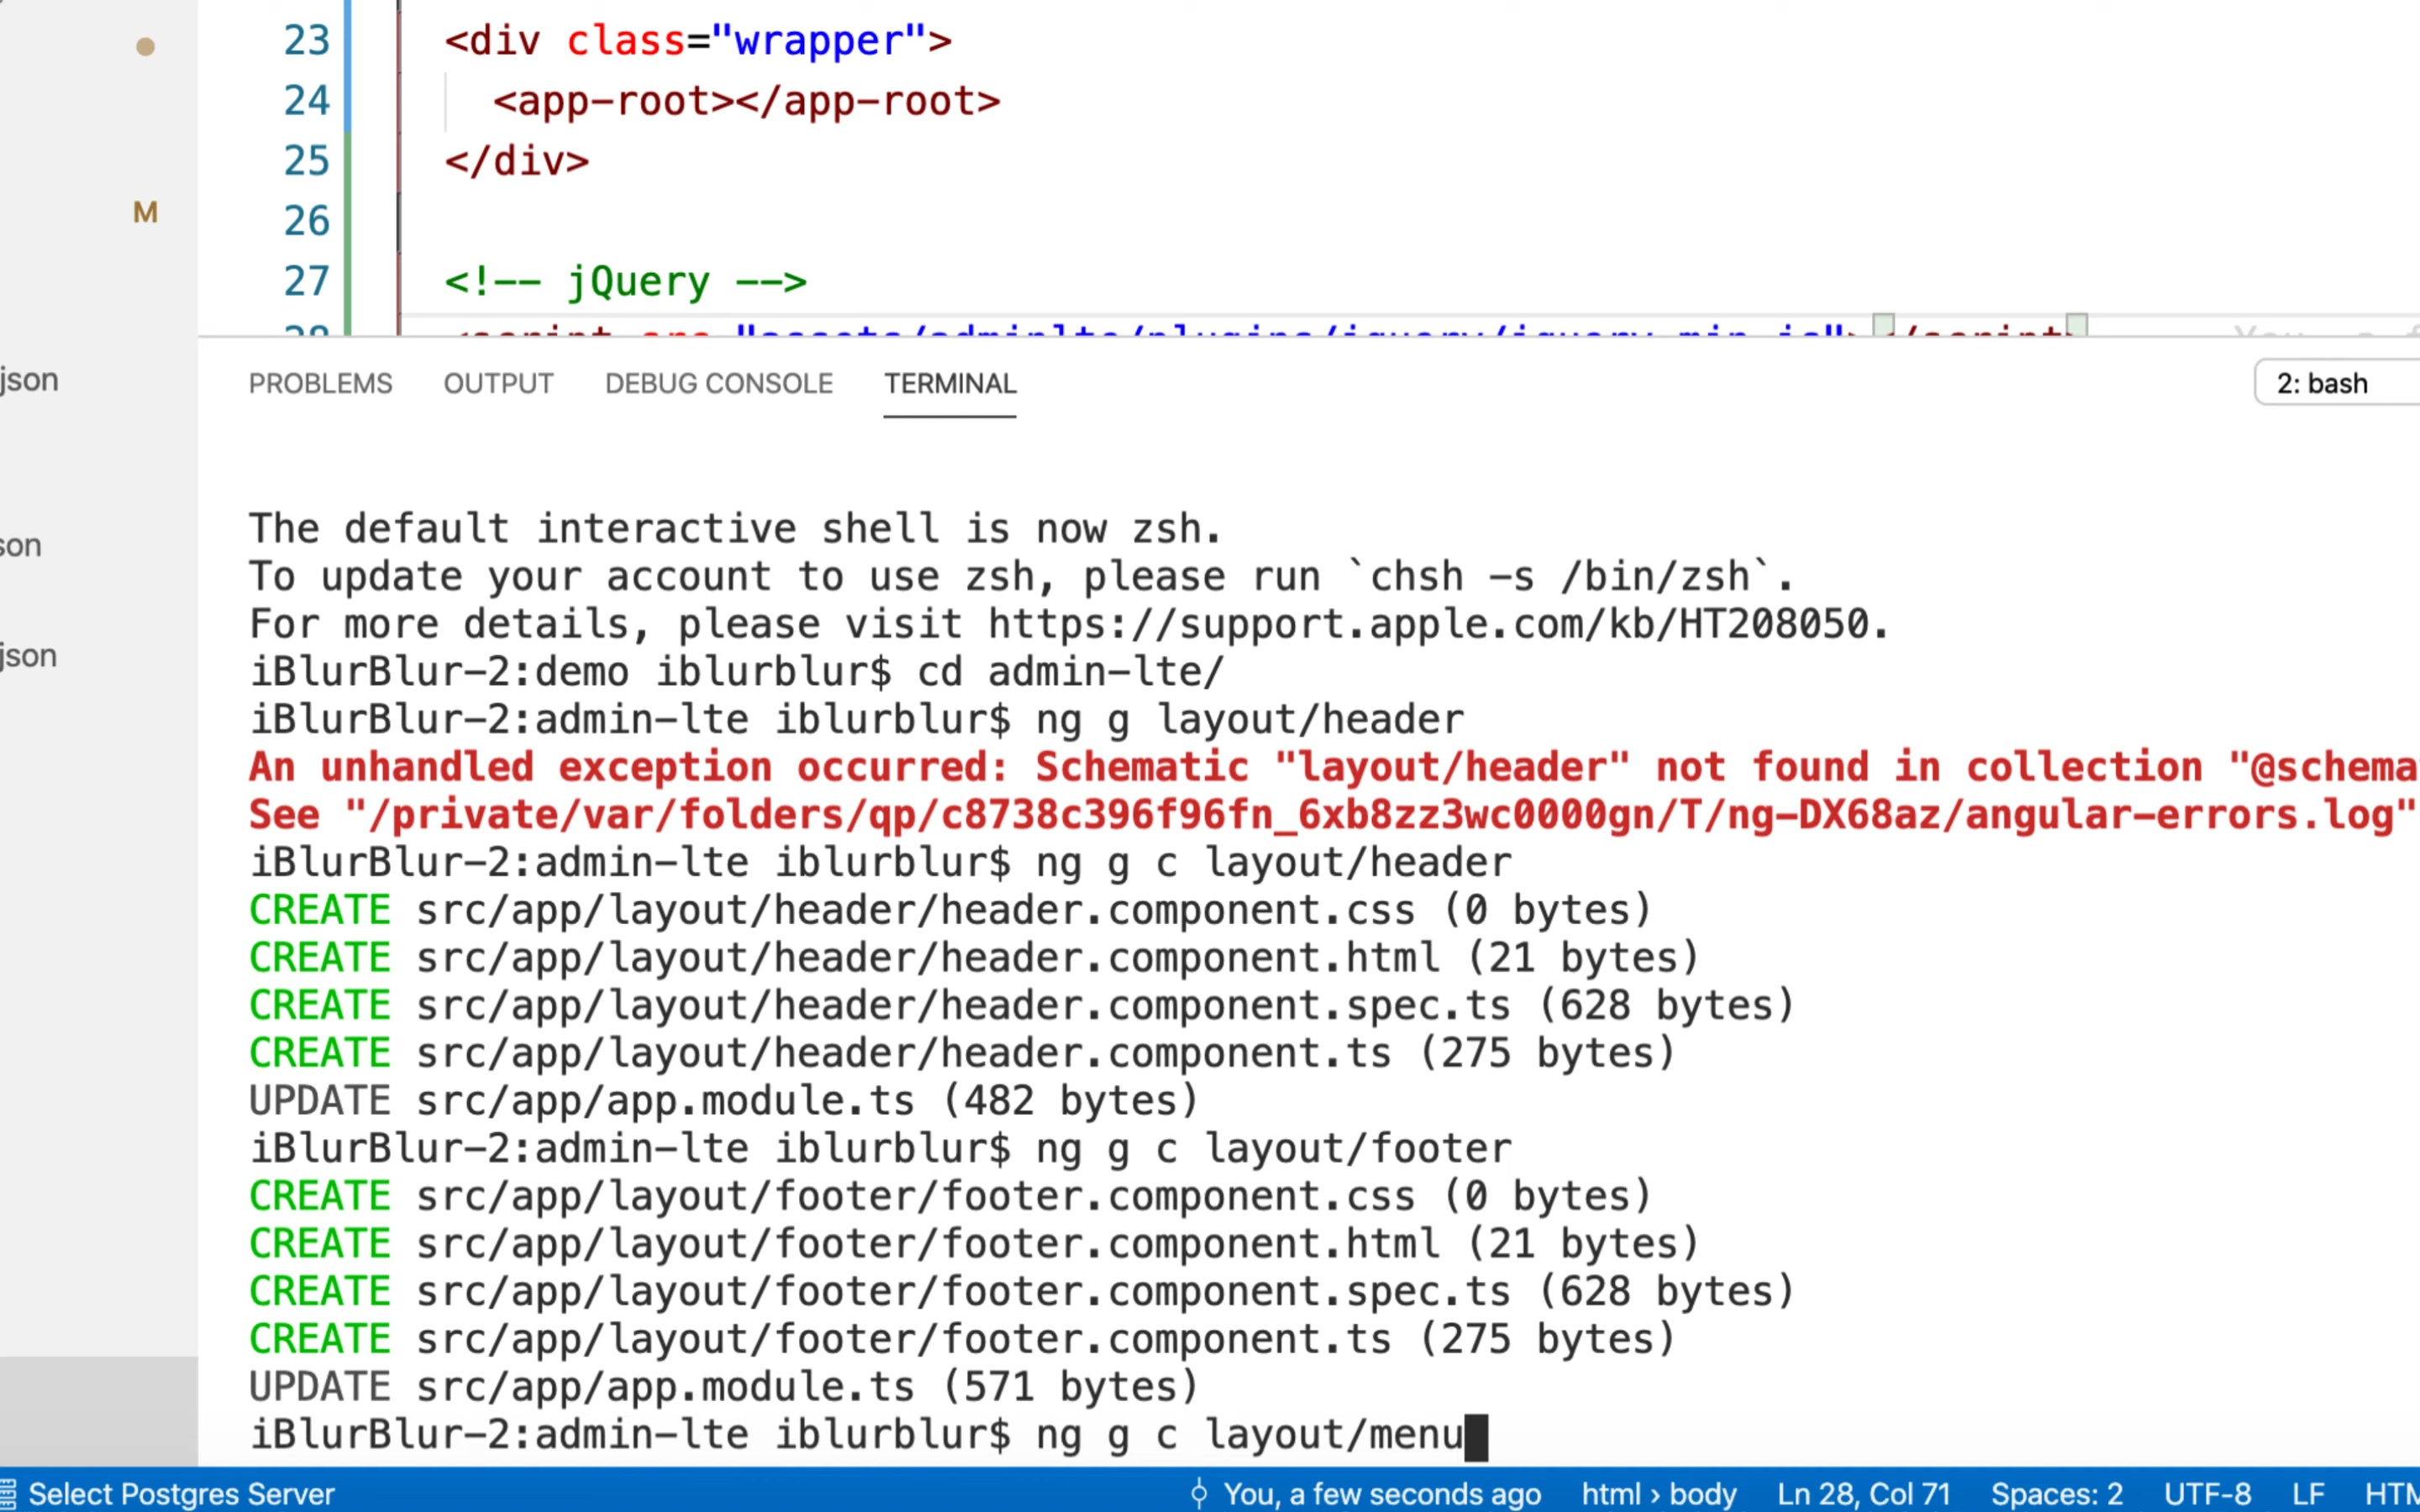 23 <div class="wrapper">
24 <app-root></app-root>
25 </div>
M
26
27 <!-- jQuery -->
28 <script src="assets/adminlte/plugins/jquery/jquery.min.js"></script>
json
son
json
PROBLEMS OUTPUT DEBUG CONSOLE TERMINAL 2: bash
The default interactive shell is now zsh.
To update your account to use zsh, please run `chsh -s /bin/zsh`.
For more details, please visit https://support.apple.com/kb/HT208050.
iBlurBlur-2:demo iblurblur$ cd admin-lte/
iBlurBlur-2:admin-lte iblurblur$ ng g layout/header
An unhandled exception occurred: Schematic "layout/header" not found in collection "@schema
See "/private/var/folders/qp/c8738c396f96fn_6xb8zz3wc0000gn/T/ng-DX68az/angular-errors.log"
iBlurBlur-2:admin-lte iblurblur$ ng g c layout/header
CREATE src/app/layout/header/header.component.css (0 bytes)
CREATE src/app/layout/header/header.component.html (21 bytes)
CREATE src/app/layout/header/header.component.spec.ts (628 bytes)
CREATE src/app/layout/header/header.component.ts (275 bytes)
UPDATE src/app/app.module.ts (482 bytes)
iBlurBlur-2:admin-lte iblurblur$ ng g c layout/footer
CREATE src/app/layout/footer/footer.component.css (0 bytes)
CREATE src/app/layout/footer/footer.component.html (21 bytes)
CREATE src/app/layout/footer/footer.component.spec.ts (628 bytes)
CREATE src/app/layout/footer/footer.component.ts (275 bytes)
UPDATE src/app/app.module.ts (571 bytes)
iBlurBlur-2:admin-lte iblurblur$ ng g c layout/menu
Select Postgres Server You, a few seconds ago html › body Ln 28, Col 71 Spaces: 2 UTF-8 LF HTM